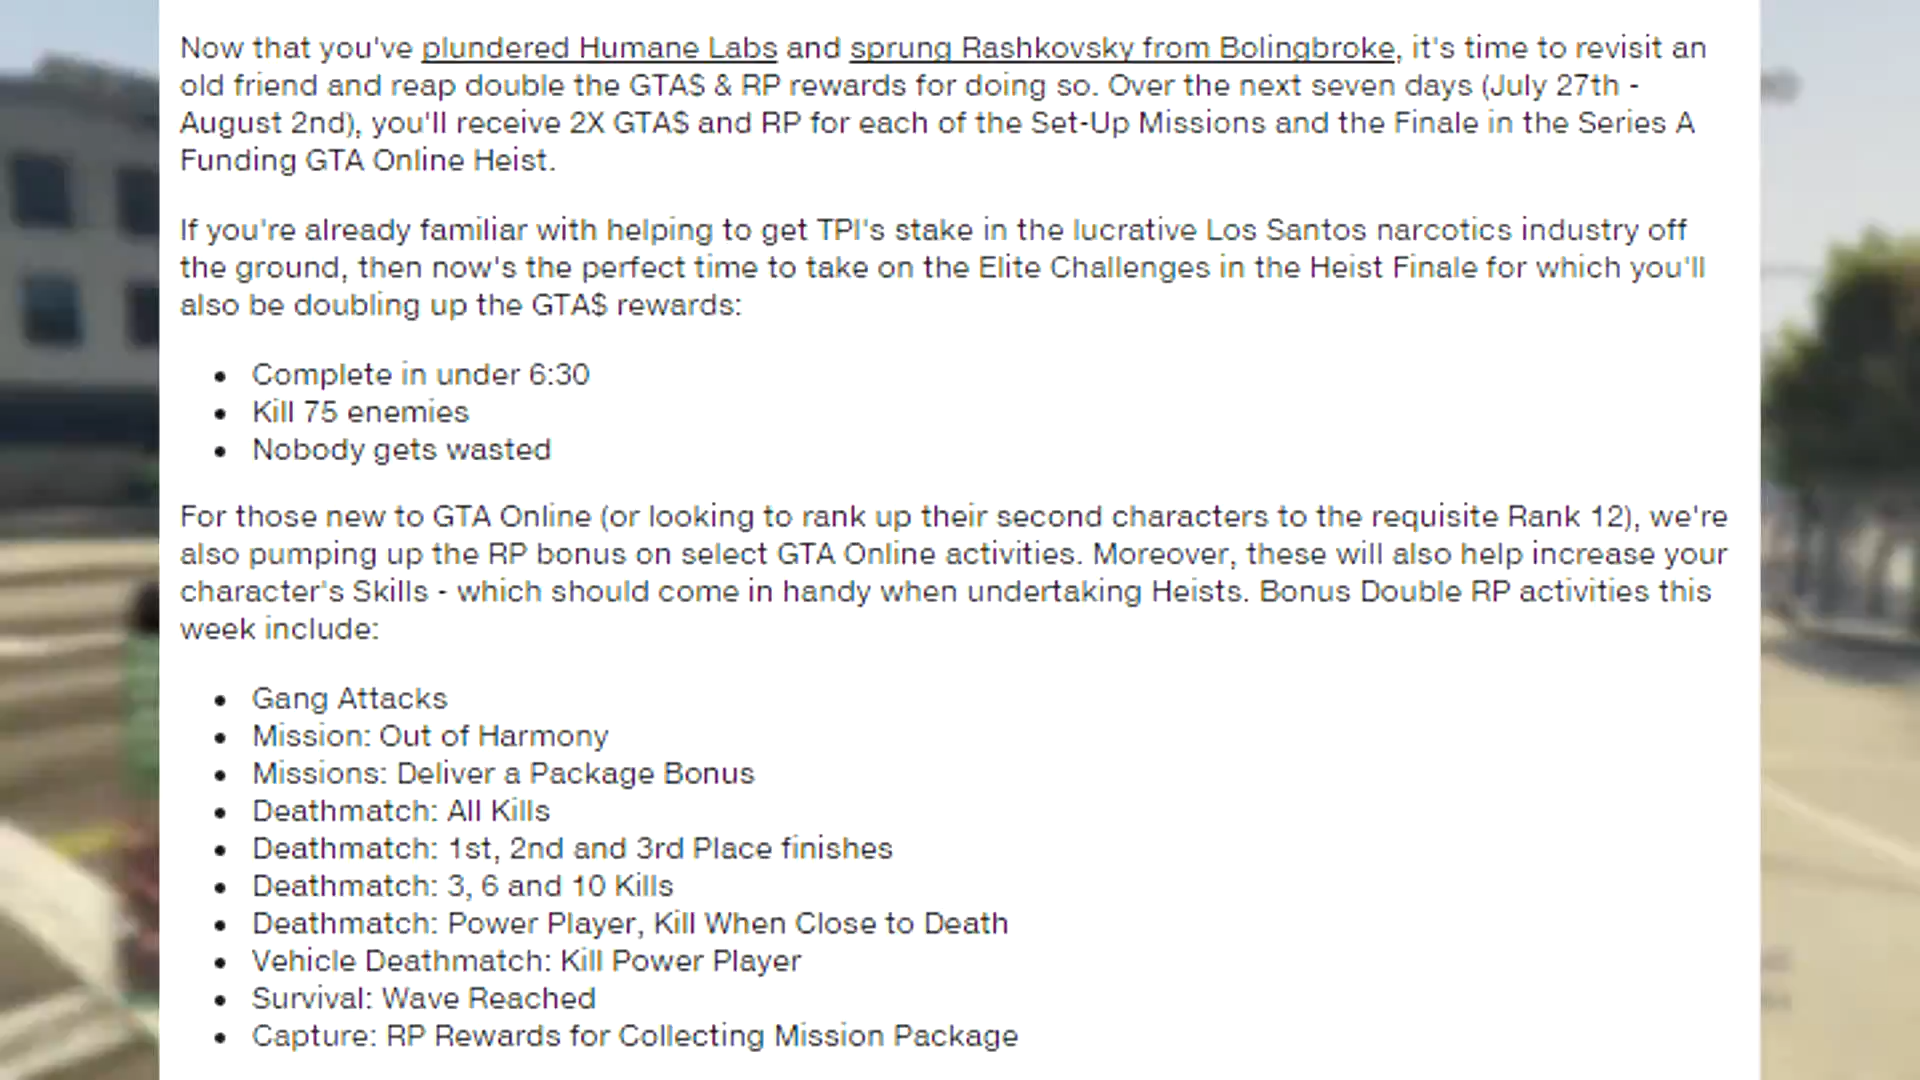 Now that you've plundered Humane Labs and sprung Rashkovsky from Bolingbroke, it's time to revisit an
old friend and reap double the GTA$ & RP rewards for doing so. Over the next seven days (July 27th -
August 2nd), you'll receive 2X GTA$ and RP for each of the Set-Up Missions and the Finale in the Series A
Funding GTA Online Heist.
If you're already familiar with helping to get TPI's stake in the lucrative Los Santos narcotics industry off
the ground, then now's the perfect time to take on the Elite Challenges in the Heist Finale for which you'll
also be doubling up the GTA$ rewards:
• Complete in under 6:30
• Kill 75 enemies
• Nobody gets wasted
For those new to GTA Online (or looking to rank up their second characters to the requisite Rank 12), we're
also pumping up the RP bonus on select GTA Online activities. Moreover, these will also help increase your
character's Skills - which should come in handy when undertaking Heists. Bonus Double RP activities this
week include:
• Gang Attacks
• Mission: Out of Harmony
• Missions: Deliver a Package Bonus
• Deathmatch: All Kills
• Deathmatch: 1st, 2nd and 3rd Place finishes
• Deathmatch: 3, 6 and 10 Kills
• Deathmatch: Power Player, Kill When Close to Death
• Vehicle Deathmatch: Kill Power Player
• Survival: Wave Reached
• Capture: RP Rewards for Collecting Mission Package